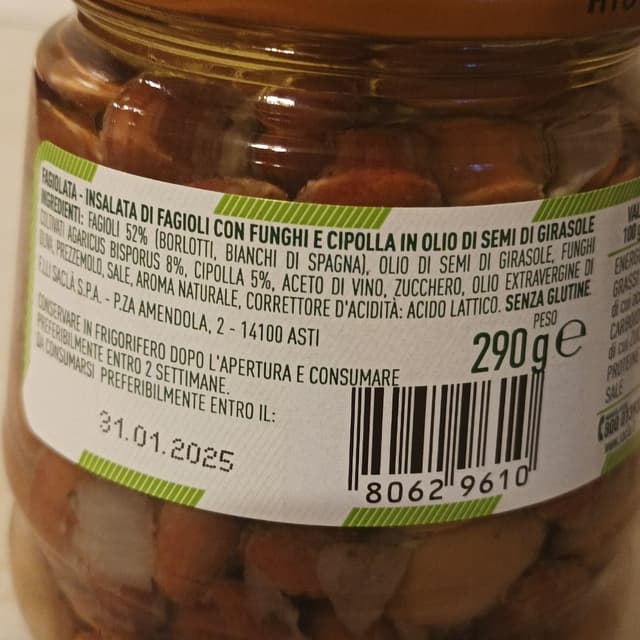 FAGIOLATA - INSALATA DI FAGIOLI CON FUNGHI E CIPOLLA IN OLIO DI SEMI DI GIRASOLE
INGREDIENTI: FAGIOLI 52% (BORLOTTI, BIANCHI DI SPAGNA), OLIO DI SEMI DI GIRASOLE, FUNGHI
COLTIVATI AGARICUS BISPORUS 8%, CIPOLLA 5%, ACETO DI VINO, ZUCCHERO, OLIO EXTRAVERGINE DI
OLIVA, PREZZEMOLO, SALE, AROMA NATURALE, CORRETTORE D'ACIDITÀ: ACIDO LATTICO. SENZA GLUTINE.
F.LLI SACLÀ S.P.A. - P.ZA AMENDOLA, 2 - 14100 ASTI
PESO
290 g e
CONSERVARE IN FRIGORIFERO DOPO L'APERTURA E CONSUMARE
PREFERIBILMENTE ENTRO 2 SETTIMANE.
DA CONSUMARSI PREFERIBILMENTE ENTRO IL:
31.01.2025
8062 9610
100
SALE